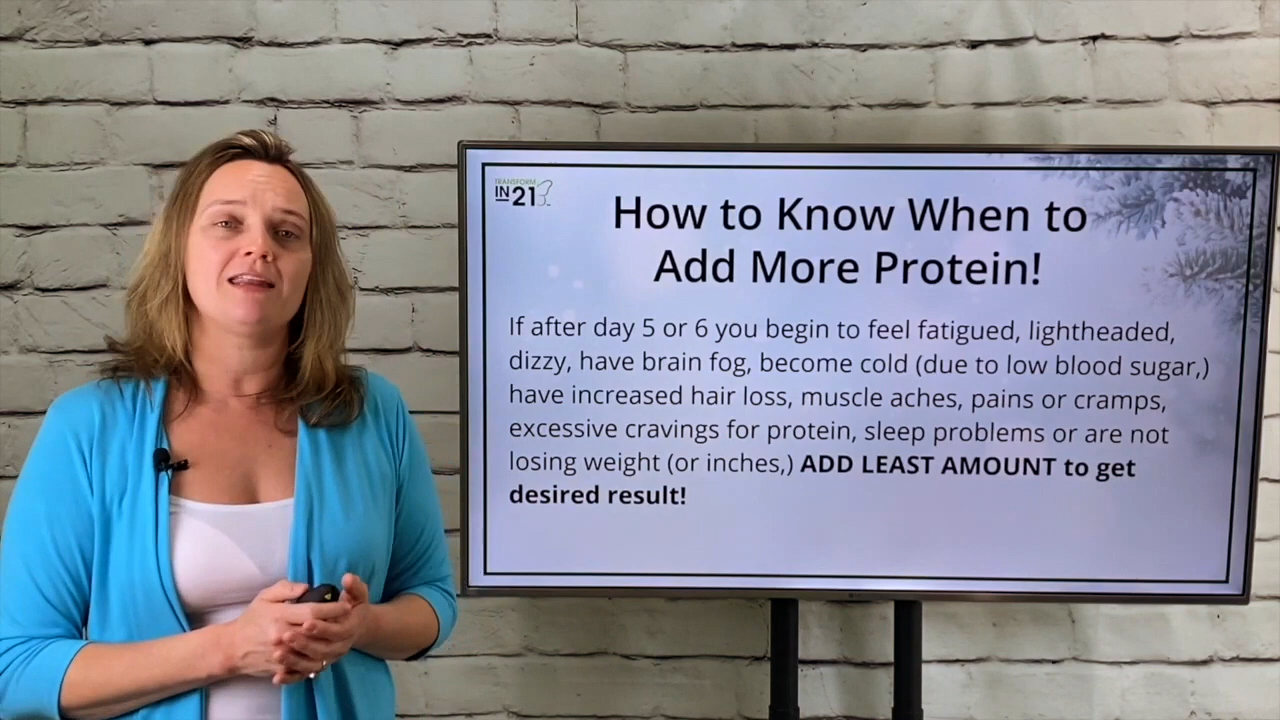 TRANSFORM
IN 21
How to Know When to
Add More Protein!
If after day 5 or 6 you begin to feel fatigued, lightheaded,
dizzy, have brain fog, become cold (due to low blood sugar,)
have increased hair loss, muscle aches, pains or cramps,
excessive cravings for protein, sleep problems or are not
losing weight (or inches,) ADD LEAST AMOUNT to get
desired result!